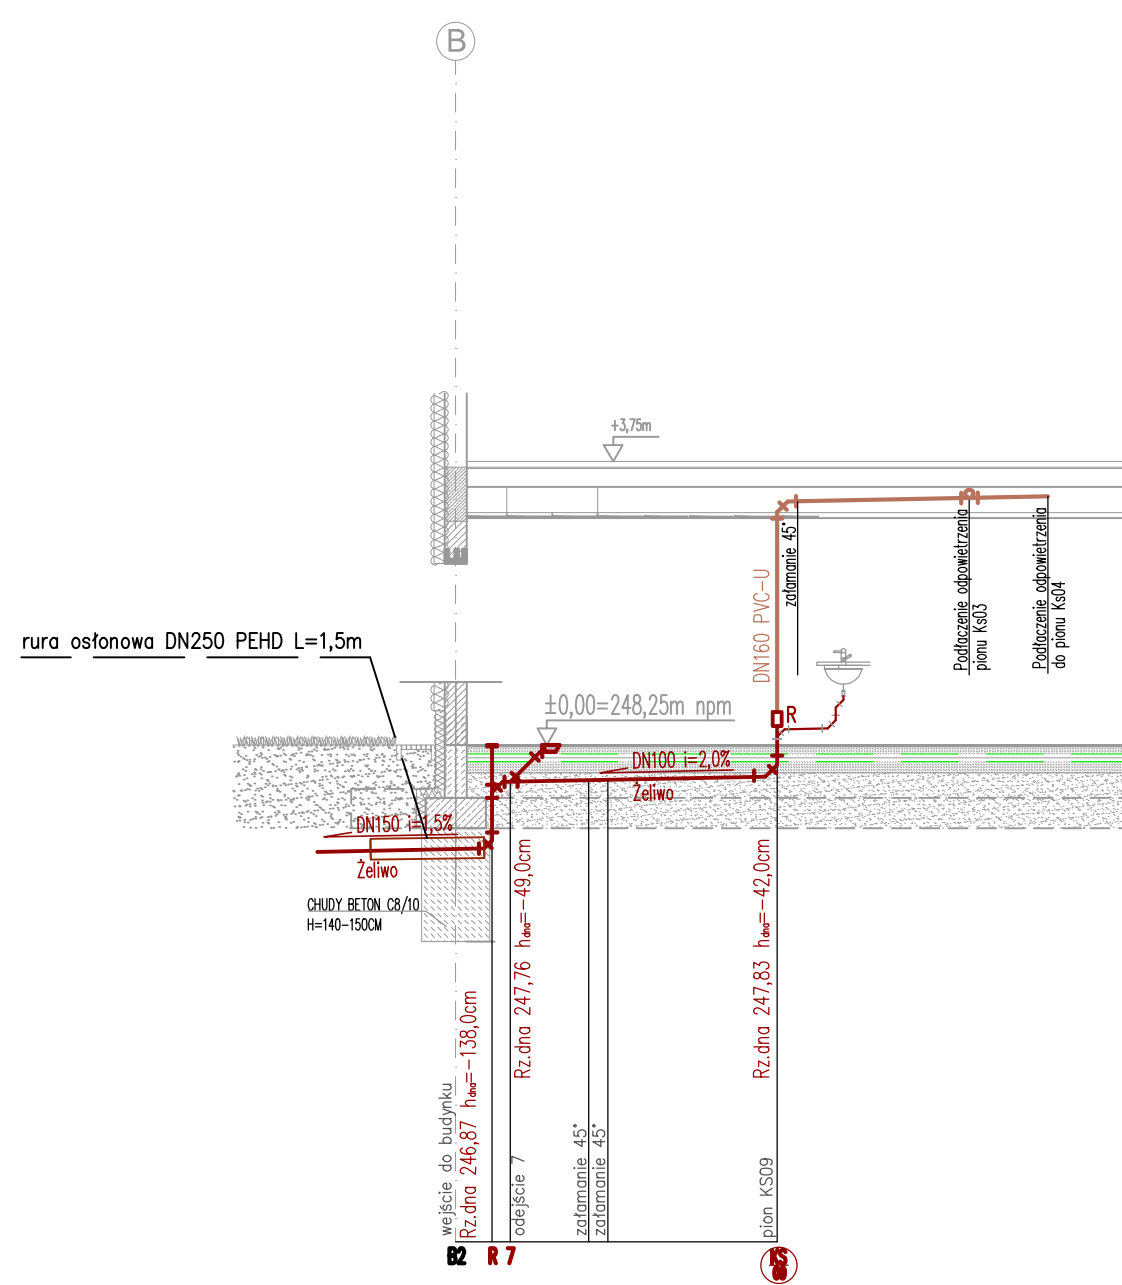 B
+3,75m
załamanie 45°
DN160 PVC-U
Podłaczenie odpowietrzenia
pionu Ks03
Podłaczenie odpowietrzenia
do pionu Ks04
rura osłonowa DN250 PEHD L=1,5m
±0,00=248,25m npm
R
DN100 i=2,0%
Żeliwo
DN150 i=1,5%
Żeliwo
CHUDY BETON C8/10
H=140-150CM
wejście do budynku
Rz.dna 246,87 hdna=-138,0cm
odejście 7
Rz.dna 247,76 hdna=-49,0cm
załamanie 45°
załamanie 45°
pion KS09
Rz.dna 247,83 hdna=-42,0cm
B2 R 7
KS